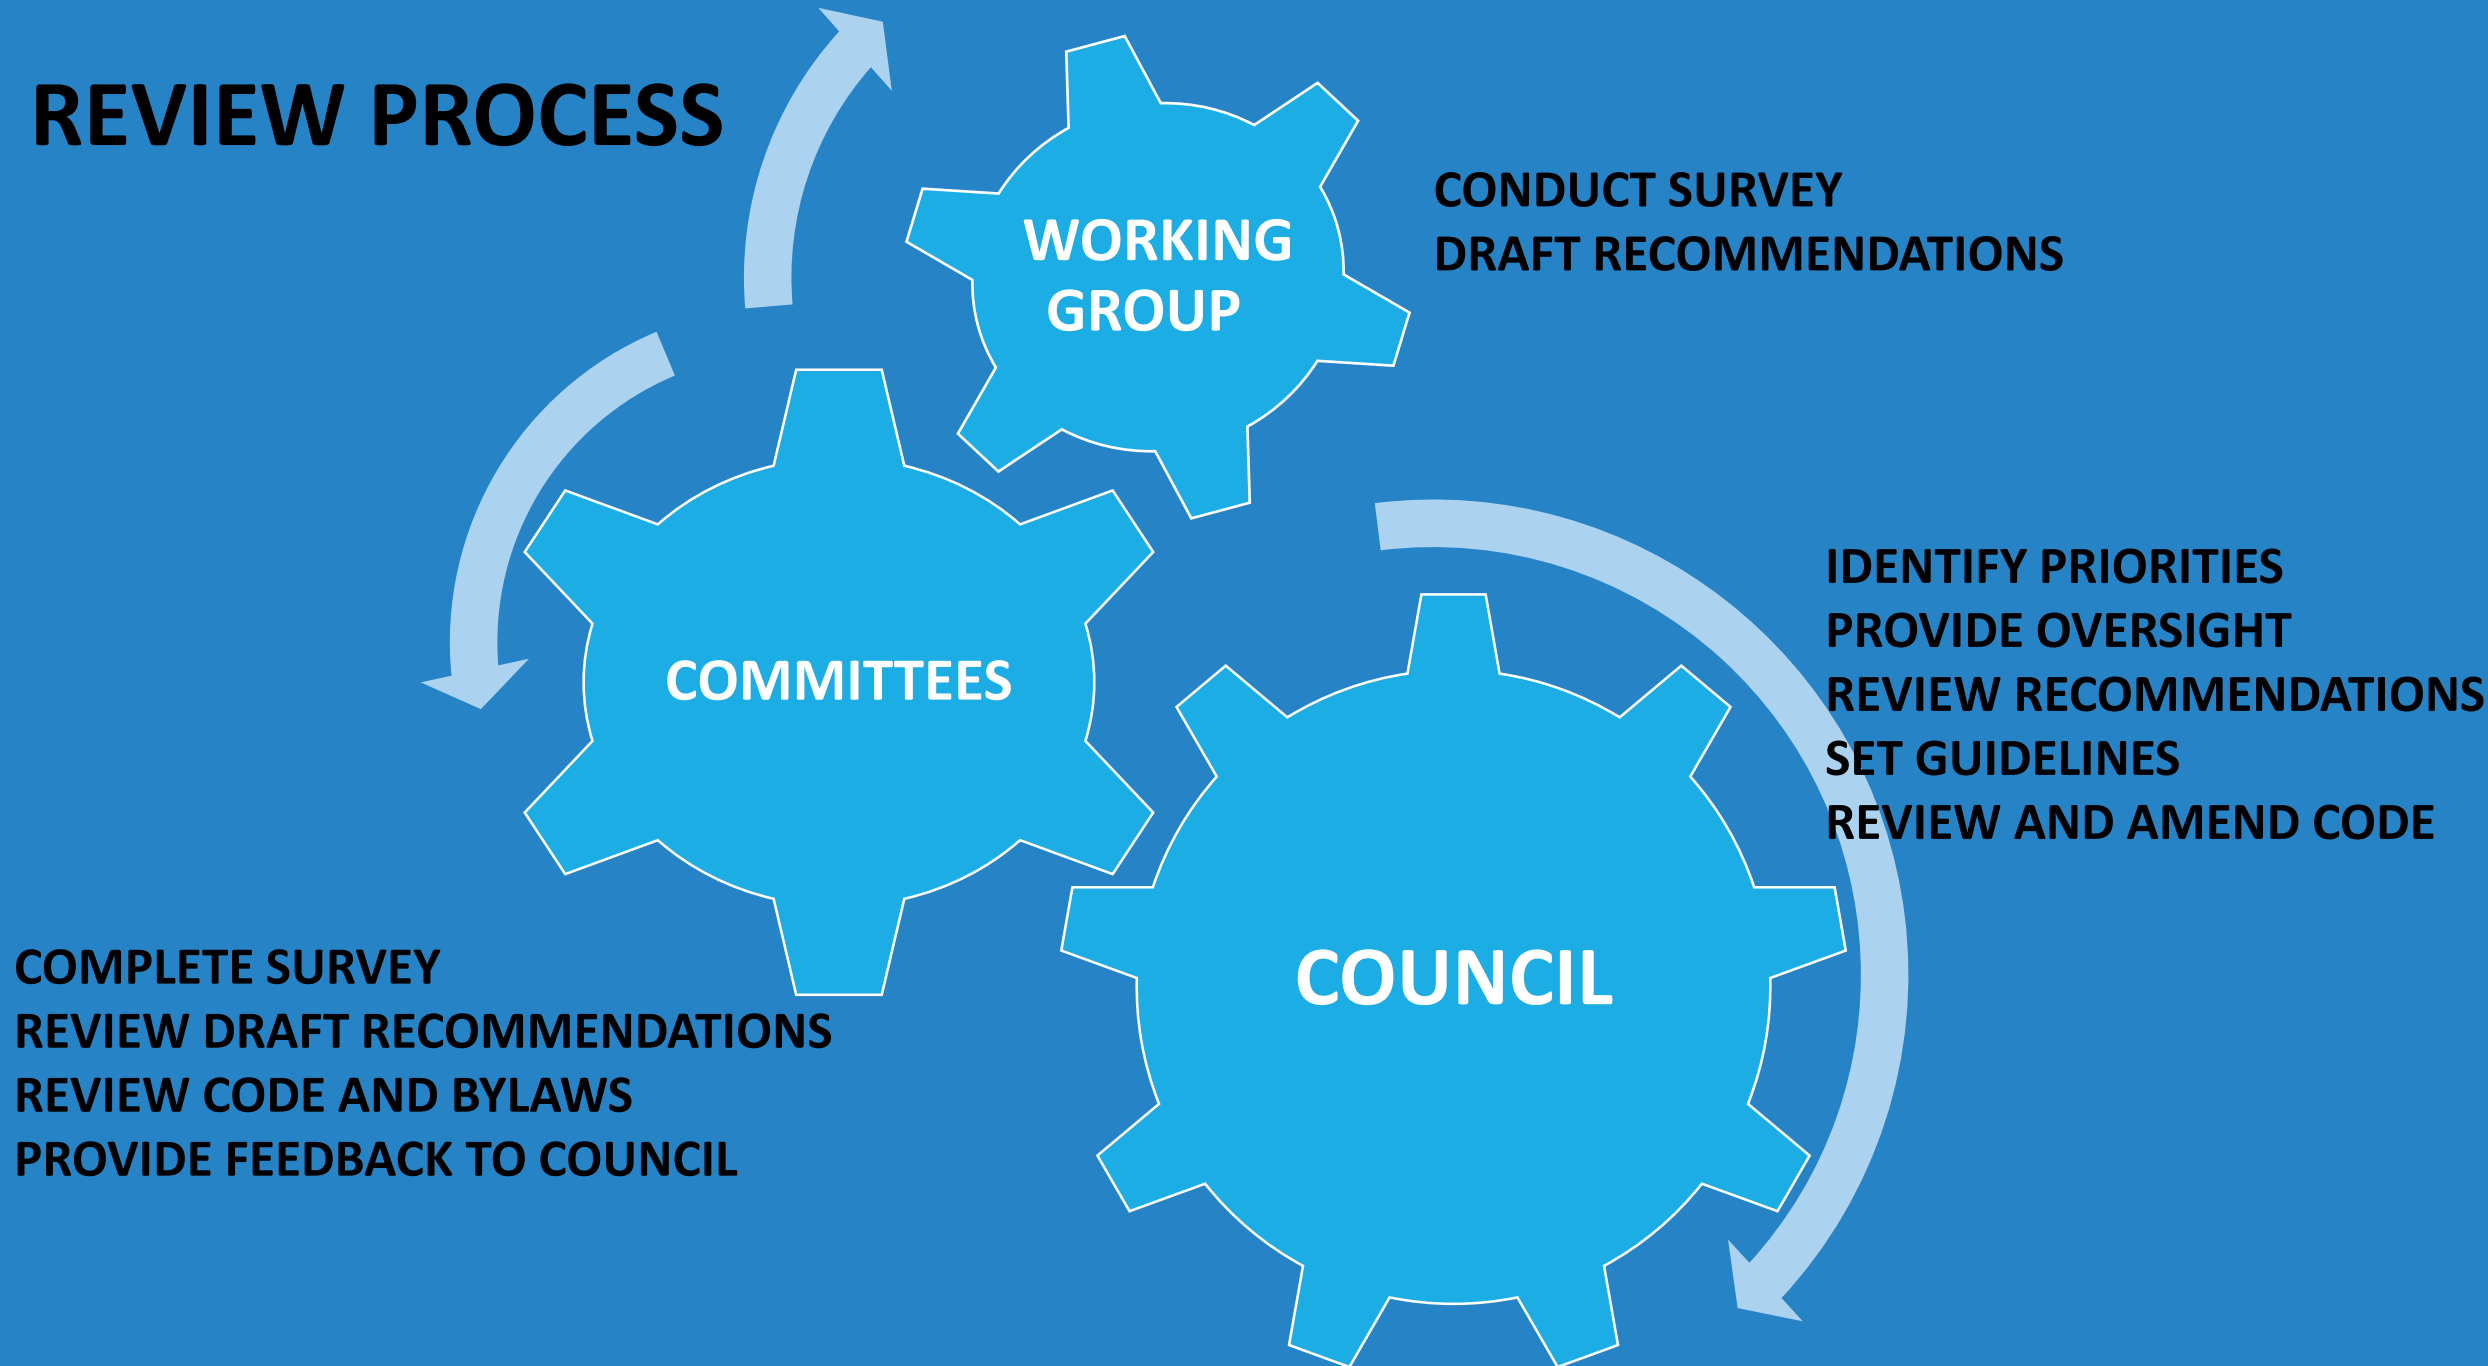 REVIEW PROCESS
WORKING
GROUP
CONDUCT SURVEY
DRAFT RECOMMENDATIONS
COMMITTEES
IDENTIFY PRIORITIES
PROVIDE OVERSIGHT
REVIEW RECOMMENDATIONS
SET GUIDELINES
REVIEW AND AMEND CODE
COUNCIL
COMPLETE SURVEY
REVIEW DRAFT RECOMMENDATIONS
REVIEW CODE AND BYLAWS
PROVIDE FEEDBACK TO COUNCIL